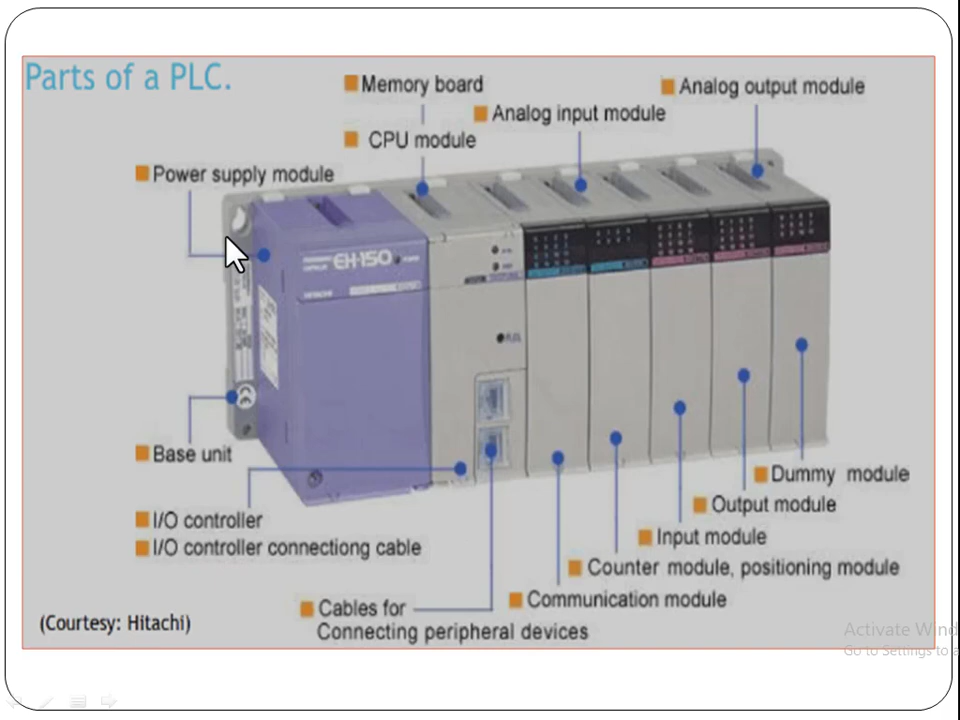 Parts of a PLC.
Memory board
Analog output module
Analog input module
CPU module
Power supply module
EH-150
HITACHI
Base unit
Dummy module
Output module
I/O controller
Input module
I/O controller connectiong cable
Counter module, positioning module
Communication module
Cables for
Connecting peripheral devices
(Courtesy: Hitachi)
Activate Wind
Go to Settings to a